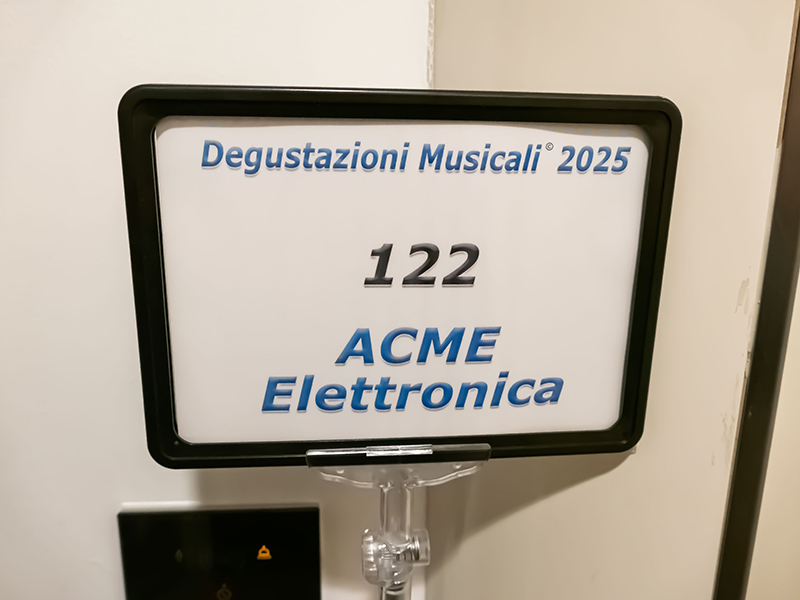 Degustazioni Musicali © 2025
122
ACME
Elettronica